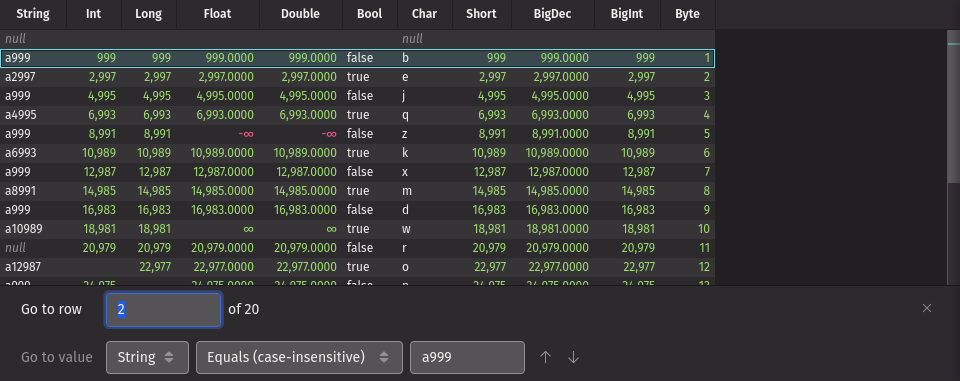 String Int Long Float Double Bool Char Short BigDec BigInt Byte
null null
a999 999 999 999.0000 999.0000 false b 999 999.0000 999 1
a2997 2,997 2,997 2,997.0000 2,997.0000 true e 2,997 2,997.0000 2,997 2
a999 4,995 4,995 4,995.0000 4,995.0000 false j 4,995 4,995.0000 4,995 3
a4995 6,993 6,993 6,993.0000 6,993.0000 true q 6,993 6,993.0000 6,993 4
a999 8,991 8,991 -∞ -∞ false z 8,991 8,991.0000 8,991 5
a6993 10,989 10,989 10,989.0000 10,989.0000 true k 10,989 10,989.0000 10,989 6
a999 12,987 12,987 12,987.0000 12,987.0000 false x 12,987 12,987.0000 12,987 7
a8991 14,985 14,985 14,985.0000 14,985.0000 true m 14,985 14,985.0000 14,985 8
a999 16,983 16,983 16,983.0000 16,983.0000 false d 16,983 16,983.0000 16,983 9
a10989 18,981 18,981 ∞ ∞ true w 18,981 18,981.0000 18,981 10
null 20,979 20,979 20,979.0000 20,979.0000 false r 20,979 20,979.0000 20,979 11
a12987 22,977 22,977.0000 22,977.0000 true o 22,977 22,977.0000 22,977 12
Go to row 2 of 20
Go to value String Equals (case-insensitive) a999